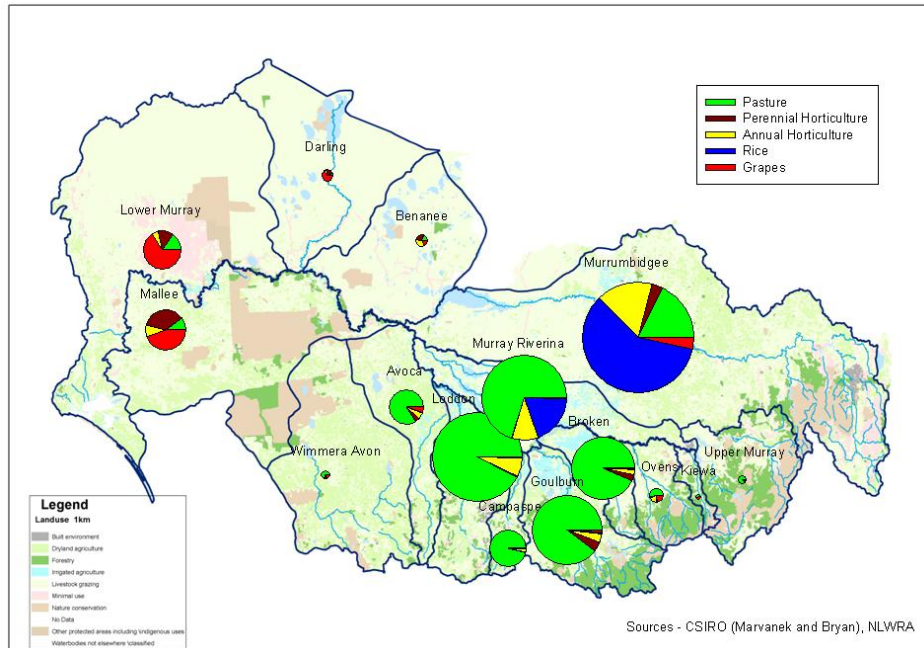 Pasture
Perennial Horticulture
Annual Horticulture
Rice
Grapes
Darling
Lower Murray
Benanee
Murrumbidgee
Mallee
Murray Riverina
Avoca
Loddon
Broken
Wimmera Avon
Goulburn
Campaspe
Ovens
Kiewa
Upper Murray
Legend
Landuse 1km
Built environment
Dryland agriculture
Forestry
Irrigated agriculture
Livestock grazing
Minimal use
Nature conservation
No Data
Other protected areas including indigenous uses
Waterbodies not elsewhere classified
Sources - CSIRO (Marvanek and Bryan), NLWRA